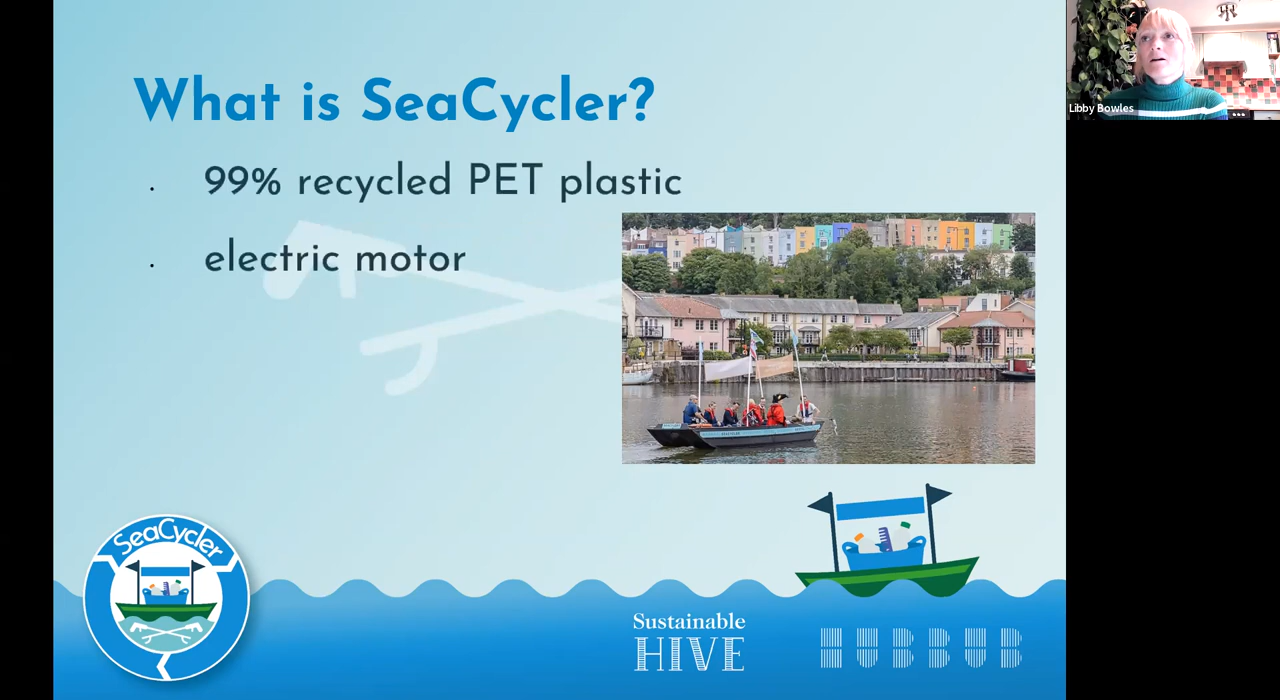 What is SeaCycler?
Libby Bowles
99% recycled PET plastic
electric motor
SeaCycler
Sustainable
HIVE
HUBBUB